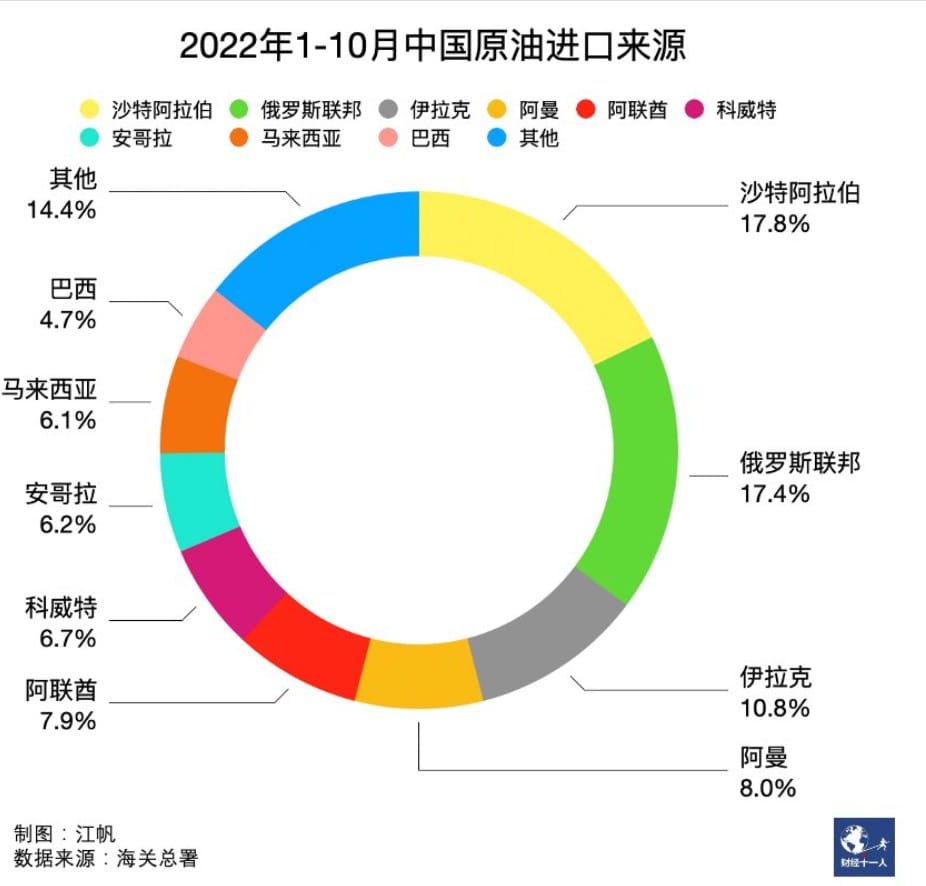 2022年1-10月中国原油进口来源
沙特阿拉伯 俄罗斯联邦 伊拉克 阿曼 阿联酋 科威特
安哥拉 马来西亚 巴西 其他
其他
14.4%
沙特阿拉伯
17.8%
巴西
4.7%
马来西亚
6.1%
俄罗斯联邦
17.4%
安哥拉
6.2%
科威特
6.7%
伊拉克
10.8%
阿联酋
7.9%
阿曼
8.0%
制图：江帆
数据来源：海关总署
财经十一人